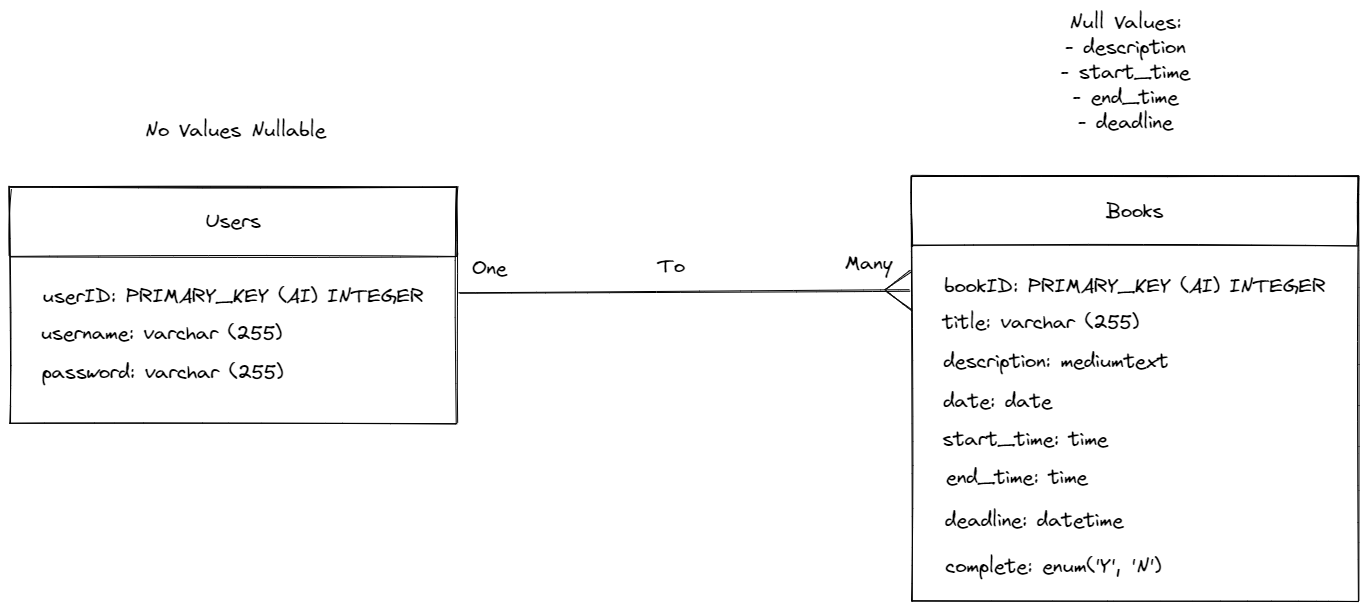 Null Values:
- description
- start_time
- end_time
- deadline
No Values Nullable
Users
userID: PRIMARY_KEY (AI) INTEGER
username: varchar (255)
password: varchar (255)
One To Many
Books
bookID: PRIMARY_KEY (AI) INTEGER
title: varchar (255)
description: mediumtext
date: date
start_time: time
end_time: time
deadline: datetime
complete: enum('Y', 'N')